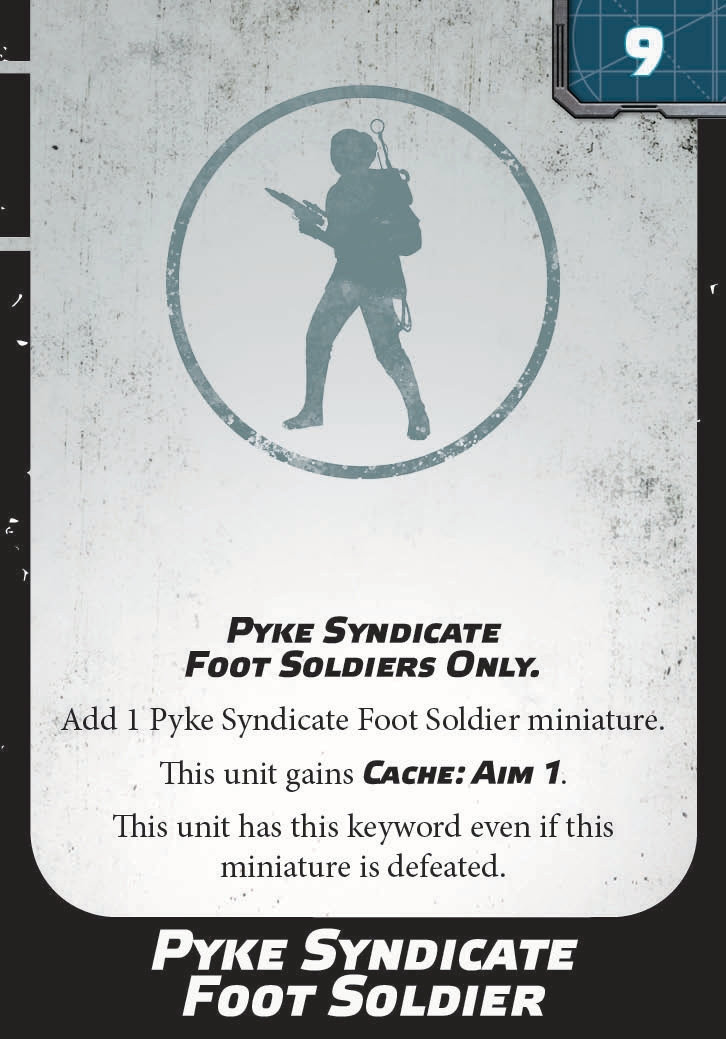 9
Pyke Syndicate
Foot Soldiers Only.
Add 1 Pyke Syndicate Foot Soldier miniature.
This unit gains Cache: Aim 1.
This unit has this keyword even if this
miniature is defeated.
Pyke Syndicate
Foot Soldier